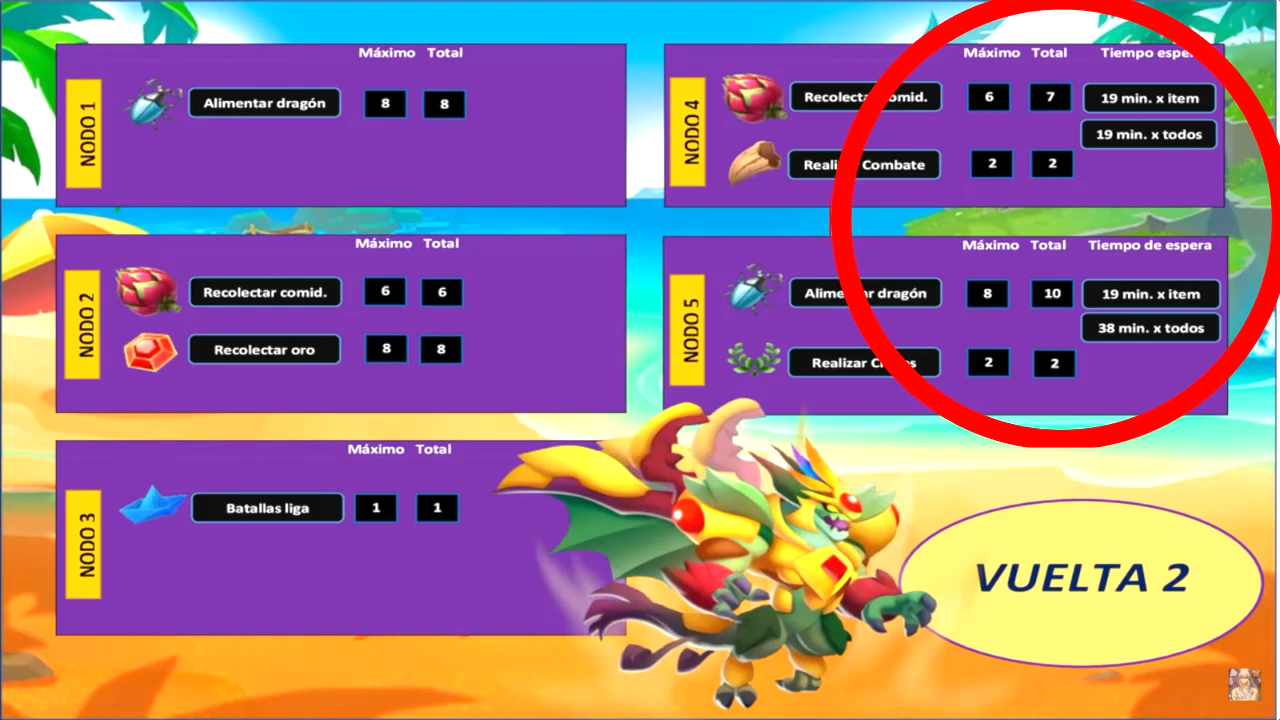 Máximo Total
NODO 1
Alimentar dragón 8 8
Máximo Total
NODO 2
Recolectar comid. 6 6
Recolectar oro 8 8
Máximo Total
NODO 3
Batallas liga 1 1
Máximo Total Tiempo
NODO 4
6 7 19 min. x item
19 min. x todos
Combate 2 2
Máximo Total Tiempo de espera
NODO 5
dragón 8 10 19 min. x item
38 min. x todos
Realizar 2 2
VUELTA 2